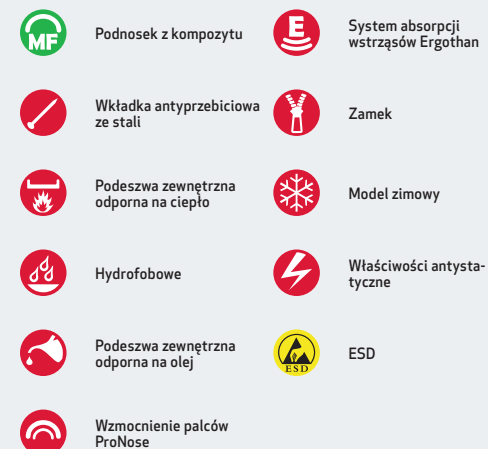 MF
Podnosek z kompozytu
Wkładka antyprzebiciowa
ze stali
Podeszwa zewnętrzna
odporna na ciepło
Hydrofobowe
Podeszwa zewnętrzna
odporna na olej
Wzmocnienie palców
ProNose
E
System absorpcji
wstrząsów Ergothan
Zamek
Model zimowy
Właściwości antysta-
tyczne
ESD
ESD